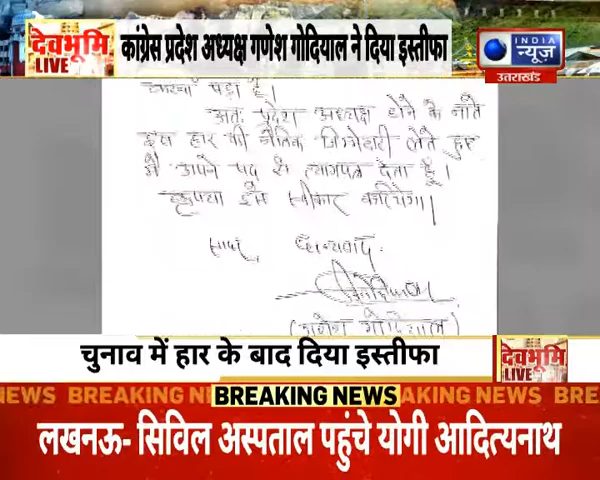 देवभूमि
LIVE
कांग्रेस प्रदेश अध्यक्ष गणेश गोदियाल ने दिया इस्तीफा
INDIA
न्यूज़
उत्तराखंड
पड़ा है।
अतः प्रदेश अध्यक्ष होने के नाते
इस हार की नैतिक जिम्मेदारी लेते हुए
मैं अपने पद से त्यागपत्र देता हूँ।
कृपया इसे स्वीकार करियेगा।
सादर धन्यवाद
(गणेश गोदियाल)
चुनाव में हार के बाद दिया इस्तीफा
देवभूमि
LIVE
NEWS BREAKING NEWS BREAKING NEWS BREA
लखनऊ- सिविल अस्पताल पहुंचे योगी आदित्यनाथ